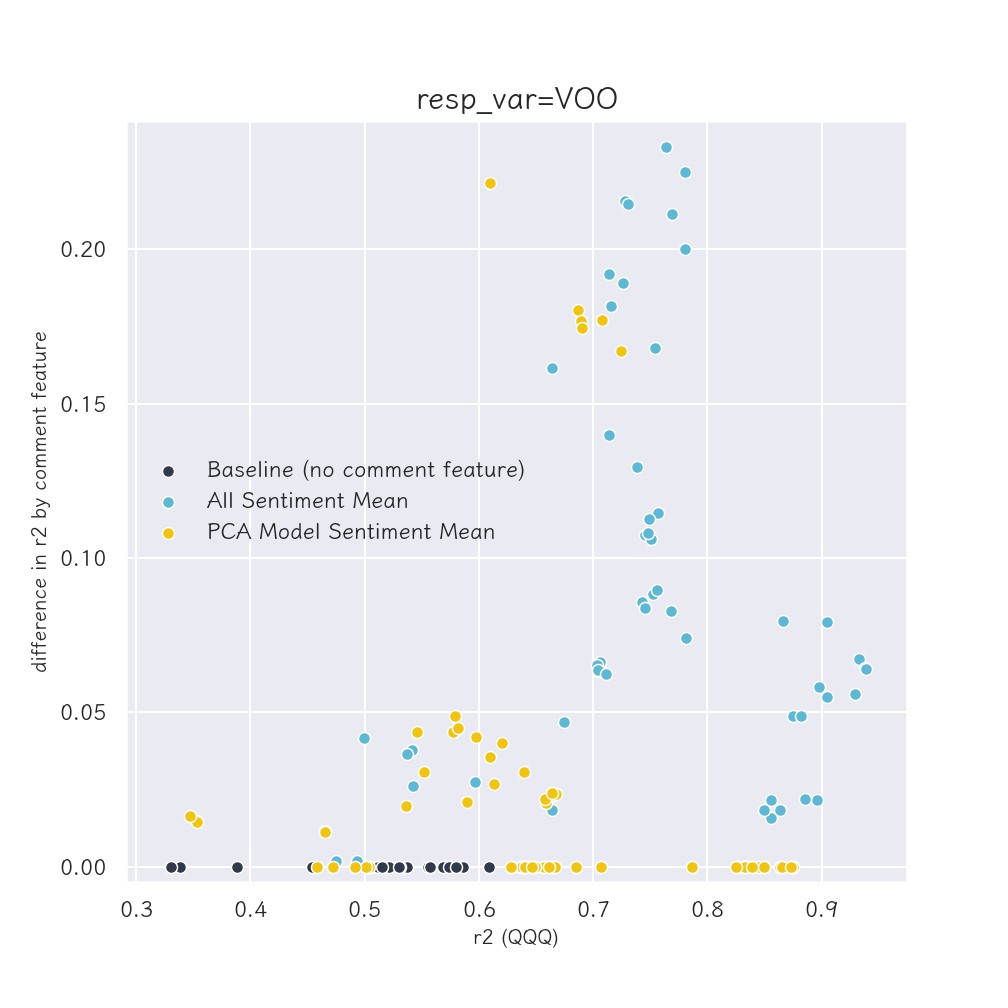 resp_var=VOO
difference in r2 by comment feature
0.20
0.15
0.10
0.05
0.00
Baseline (no comment feature)
All Sentiment Mean
PCA Model Sentiment Mean
0.3 0.4 0.5 0.6 0.7 0.8 0.9
r2 (QQQ)